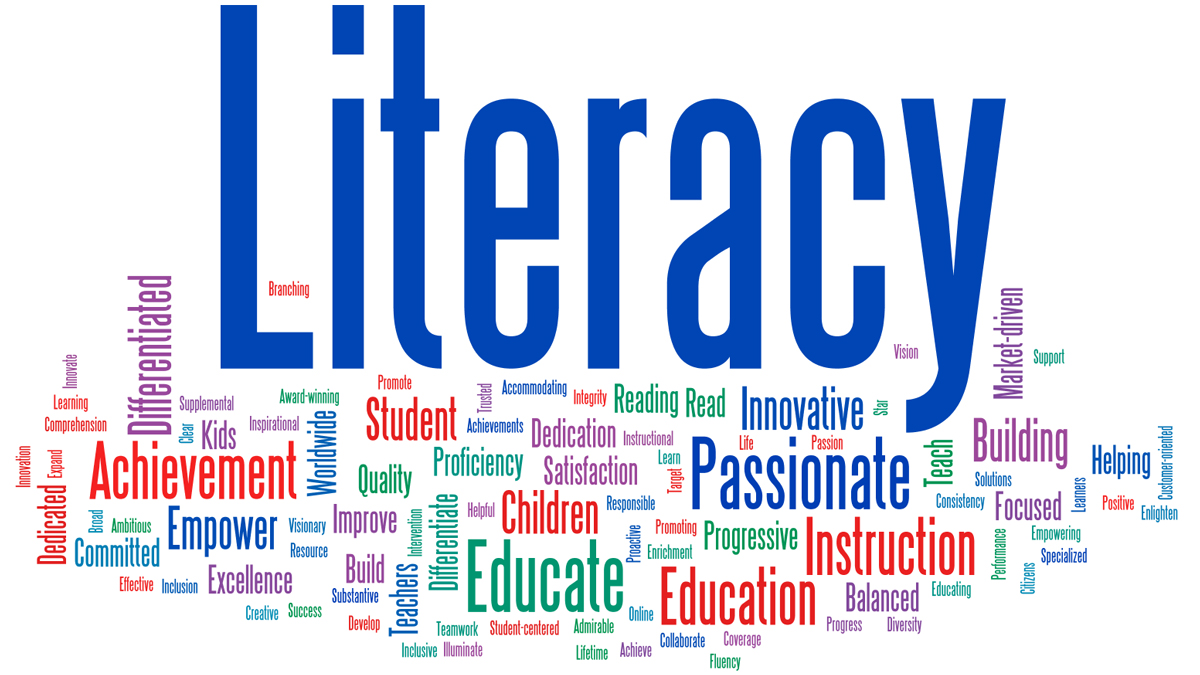 Literacy
Branching
Differentiated
Market-driven
Vision
Support
Innovate
Learning
Comprehension
Supplemental
Clear
Kids
Award-winning
Inspirational
Worldwide
Promote
Student
Trusted
Achievements
Accommodating
Integrity
Dedication
Instructional
Reading
Read
Innovative
Star
Life
Passion
Building
Helping
Customer-oriented
Innovation
Expand
Achievement
Quality
Proficiency
Satisfaction
Learn
Target
Passionate
Teach
Solutions
Consistency
Focused
Learners
Positive
Enlighten
Dedicated
Broad
Ambitious
Committed
Empower
Visionary
Resource
Improve
Intervention
Differentiate
Helpful
Children
Responsible
Proactive
Promoting
Enrichment
Progressive
Instruction
Performance
Empowering
Specialized
Citizens
Effective
Inclusion
Excellence
Build
Substantive
Teachers
Educate
Education
Balanced
Educating
Creative
Success
Develop
Teamwork
Student-centered
Admirable
Online
Progress
Diversity
Inclusive
Illuminate
Lifetime
Achieve
Collaborate
Coverage
Fluency